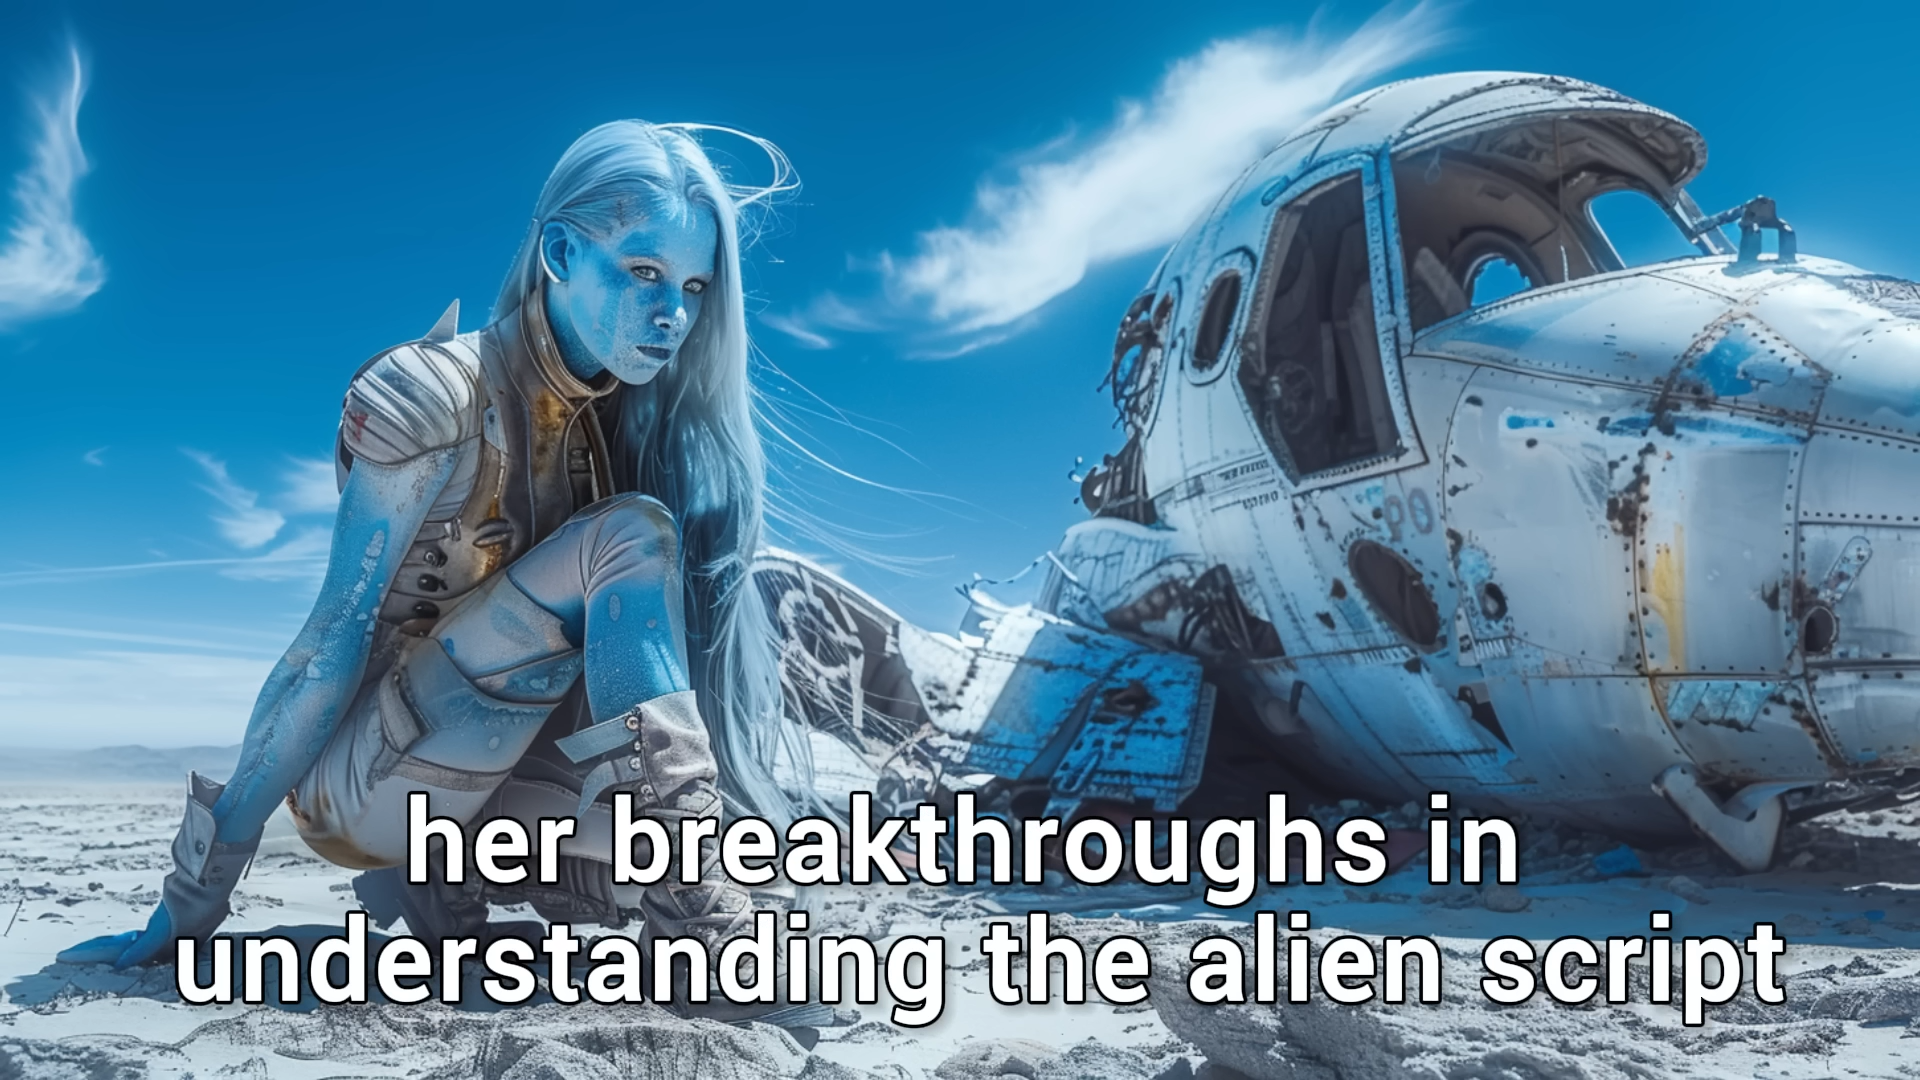 her breakthroughs in
understanding the alien script